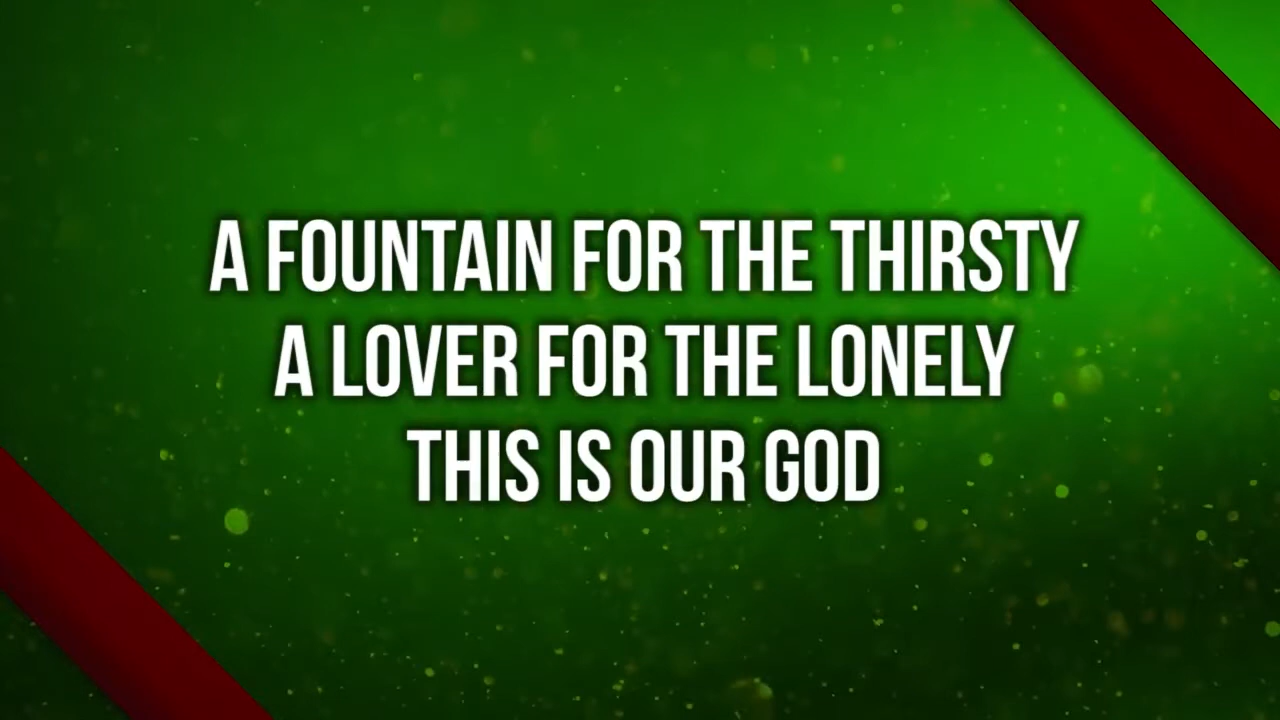 A FOUNTAIN FOR THE THIRSTY
A LOVER FOR THE LONELY
THIS IS OUR GOD